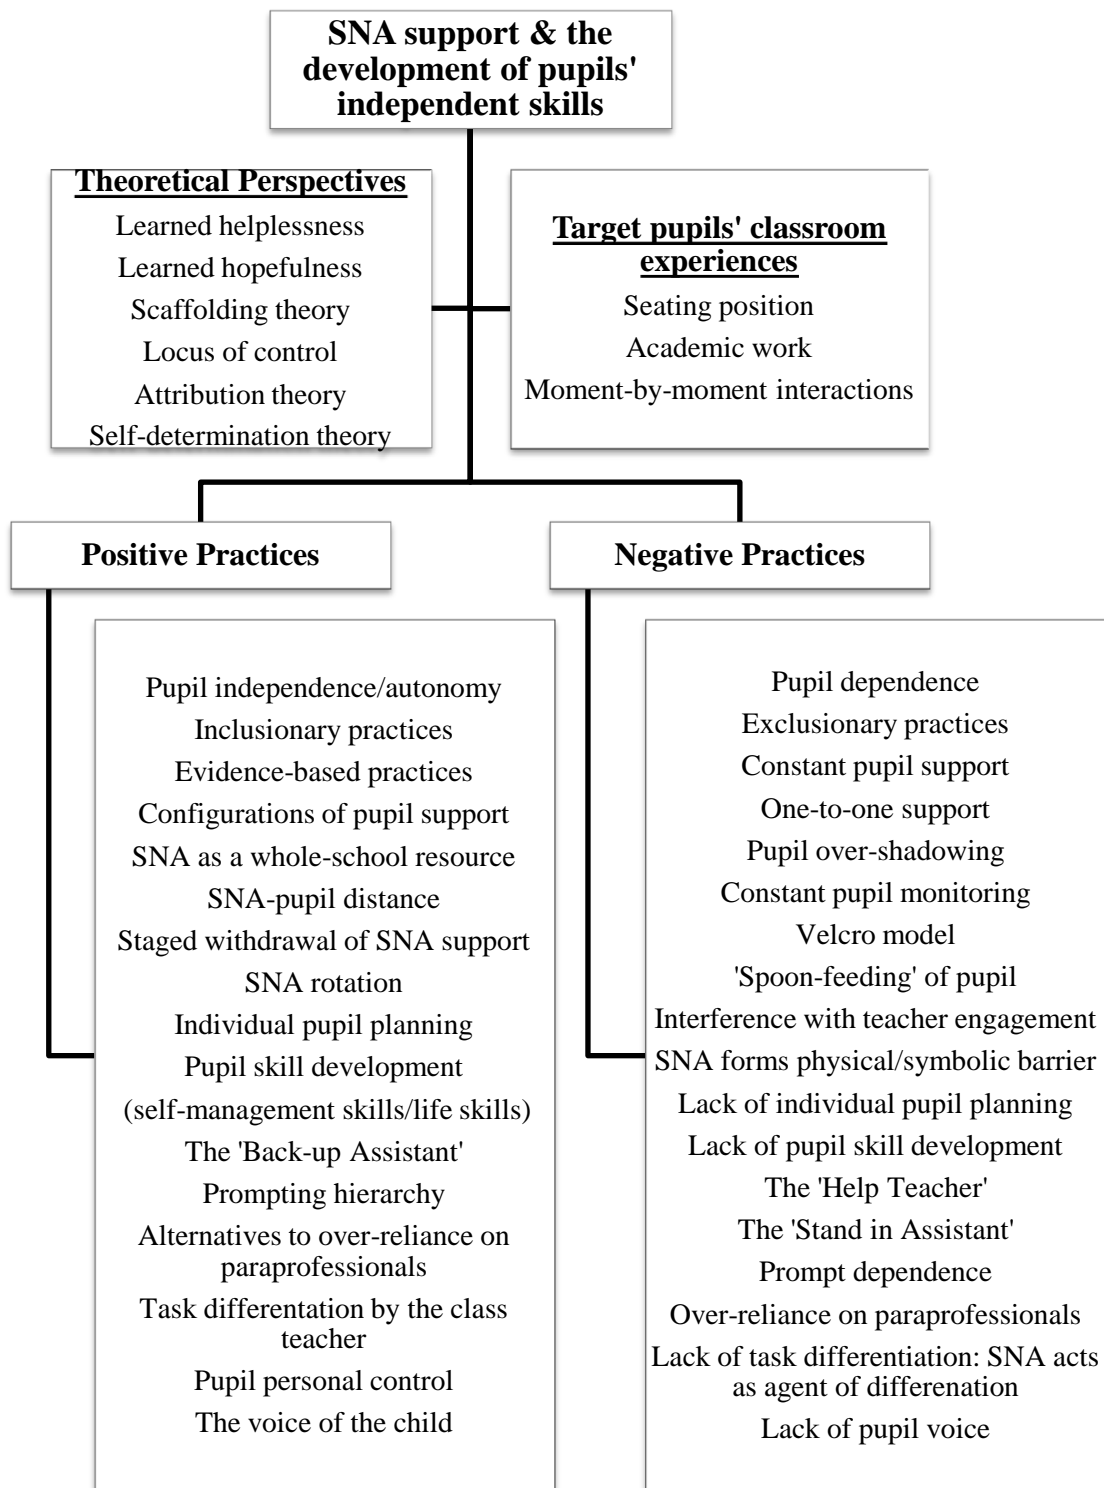 SNA support & the
development of pupils'
independent skills
Theoretical Perspectives
Learned helplessness
Learned hopefulness
Scaffolding theory
Locus of control
Attribution theory
Self-determination theory
Target pupils' classroom
experiences
Seating position
Academic work
Moment-by-moment interactions
Positive Practices
Pupil independence/autonomy
Inclusionary practices
Evidence-based practices
Configurations of pupil support
SNA as a whole-school resource
SNA-pupil distance
Staged withdrawal of SNA support
SNA rotation
Individual pupil planning
Pupil skill development
(self-management skills/life skills)
The 'Back-up Assistant'
Prompting hierarchy
Alternatives to over-reliance on
paraprofessionals
Task differentation by the class
teacher
Pupil personal control
The voice of the child
Negative Practices
Pupil dependence
Exclusionary practices
Constant pupil support
One-to-one support
Pupil over-shadowing
Constant pupil monitoring
Velcro model
'Spoon-feeding' of pupil
Interference with teacher engagement
SNA forms physical/symbolic barrier
Lack of individual pupil planning
Lack of pupil skill development
The 'Help Teacher'
The 'Stand in Assistant'
Prompt dependence
Over-reliance on paraprofessionals
Lack of task differentiation: SNA acts
as agent of differenation
Lack of pupil voice